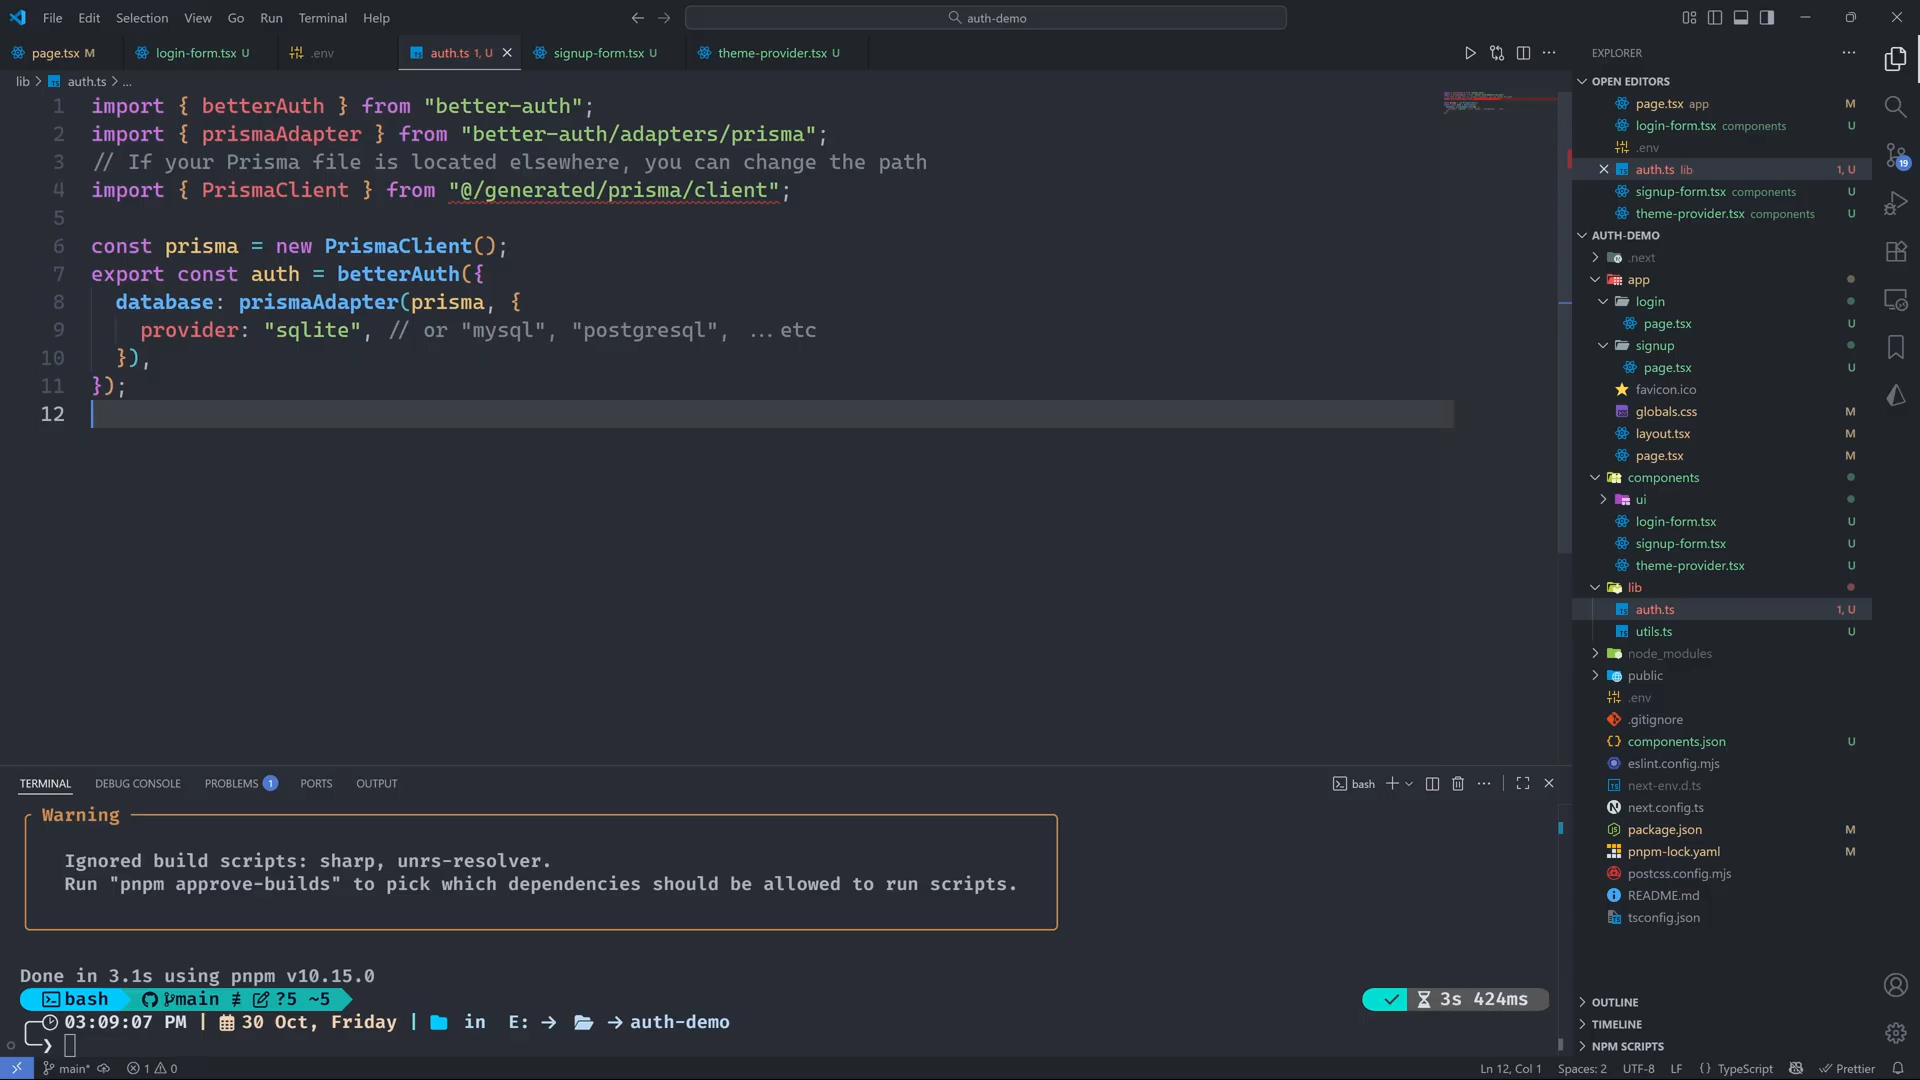 File Edit Selection View Go Run Terminal Help
auth-demo
page.tsx M login-form.tsx U .env auth.ts 1, U signup-form.tsx U theme-provider.tsx U
lib > auth.ts > ...
1 import { betterAuth } from "better-auth";
2 import { prismaAdapter } from "better-auth/adapters/prisma";
3 // If your Prisma file is located elsewhere, you can change the path
4 import { PrismaClient } from "@/generated/prisma/client";
5
6 const prisma = new PrismaClient();
7 export const auth = betterAuth({
8 database: prismaAdapter(prisma, {
9 provider: "sqlite", // or "mysql", "postgresql", ...etc
10 }),
11 });
12
TERMINAL DEBUG CONSOLE PROBLEMS 1 PORTS OUTPUT
bash
Warning
Ignored build scripts: sharp, unrs-resolver.
Run "pnpm approve-builds" to pick which dependencies should be allowed to run scripts.
Done in 3.1s using pnpm v10.15.0
bash main ≢ ?5 ~5
3s 424ms
03:09:07 PM | 30 Oct, Friday | in E: → → auth-demo
❯
EXPLORER
OPEN EDITORS
page.tsx app M
login-form.tsx components U
.env
auth.ts lib 1, U
signup-form.tsx components U
theme-provider.tsx components U
AUTH-DEMO
.next
app
login
page.tsx U
signup
page.tsx U
favicon.ico
globals.css M
layout.tsx M
page.tsx M
components
ui
login-form.tsx U
signup-form.tsx U
theme-provider.tsx U
lib
auth.ts 1, U
utils.ts U
node_modules
public
.env
.gitignore
components.json U
eslint.config.mjs
next-env.d.ts
next.config.ts
package.json M
pnpm-lock.yaml M
postcss.config.mjs
README.md
tsconfig.json
OUTLINE
TIMELINE
NPM SCRIPTS
19
main* 1 0
Ln 12, Col 1 Spaces: 2 UTF-8 LF {} TypeScript Prettier